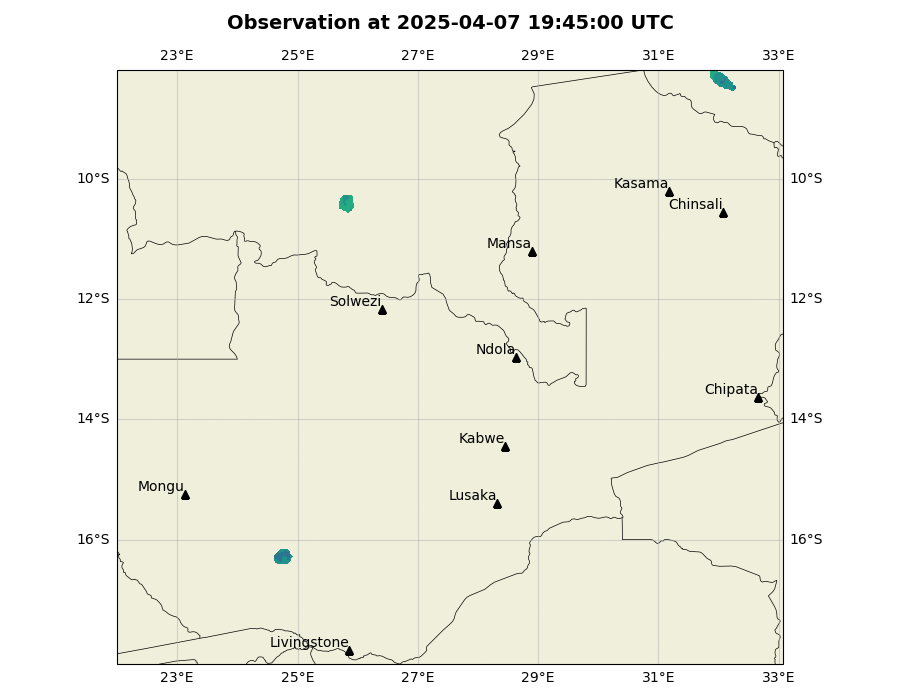 Observation at 2025-04-07 19:45:00 UTC
23°E 25°E 27°E 29°E 31°E 33°E
10°S 10°S
Kasama
Chinsali
Mansa
12°S 12°S
Solwezi
Ndola
Chipata
14°S 14°S
Kabwe
Mongu
Lusaka
16°S 16°S
Livingstone
23°E 25°E 27°E 29°E 31°E 33°E